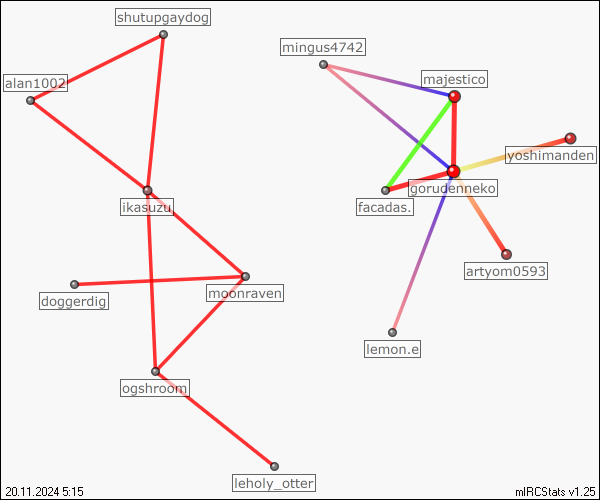 shutupgaydog
mingus4742
alan1002
majestico
yoshimanden
gorudenneko
ikasuzu
facadas.
artyom0593
doggerdig
moonraven
lemon.e
ogshroom
leholy_otter
20.11.2024 5:15
mIRCStats v1.25